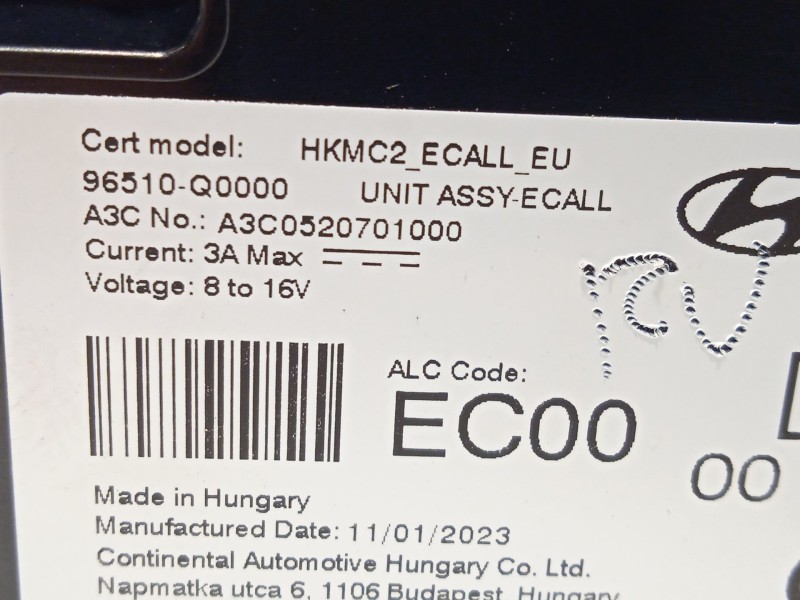 Cert model: HKMC2_ECALL_EU
96510-Q0000 UNIT ASSY-ECALL
A3C No.: A3C0520701000
Current: 3A Max
Voltage: 8 to 16V
ALC Code:
EC00
00
Made in Hungary
Manufactured Date: 11/01/2023
Continental Automotive Hungary Co. Ltd.
Napmatka utca 6, 1106 Budapest, Hungary